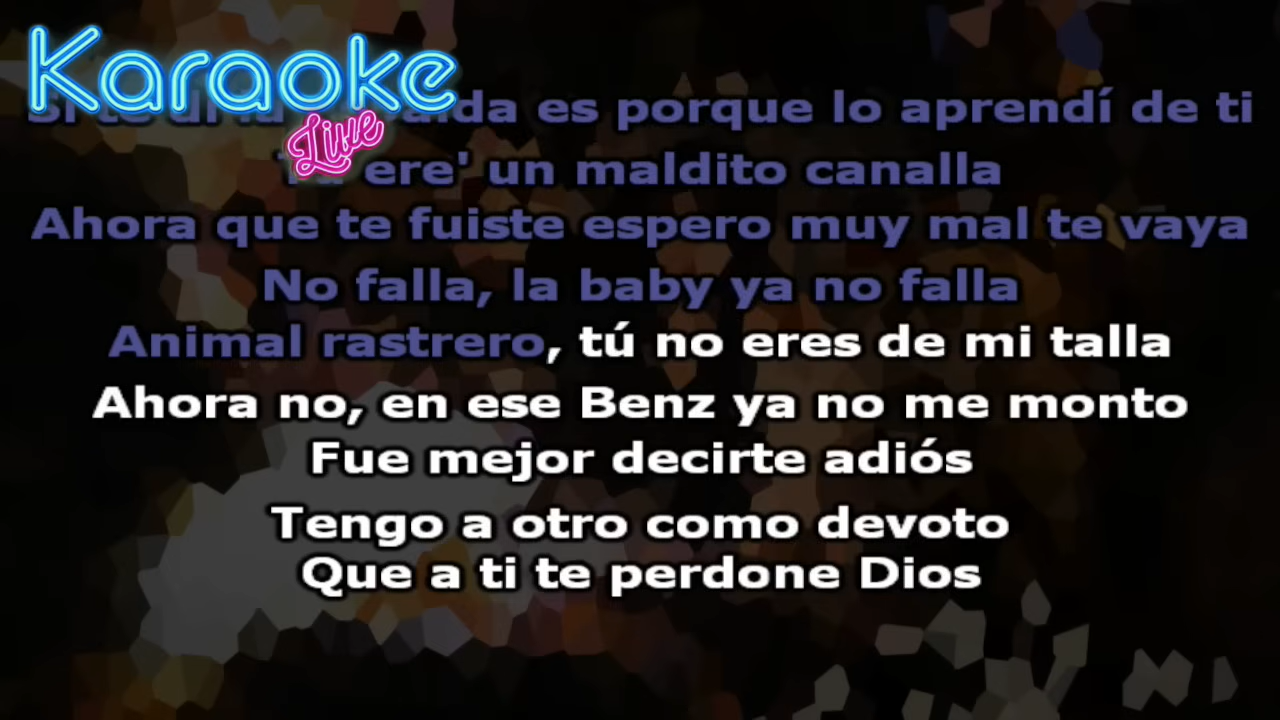 Karaoke
Live
es porque lo aprendí de ti
ere' un maldito canalla
Ahora que te fuiste espero muy mal te vaya
No falla, la baby ya no falla
Animal rastrero, tú no eres de mi talla
Ahora no, en ese Benz ya no me monto
Fue mejor decirte adiós
Tengo a otro como devoto
Que a ti te perdone Dios